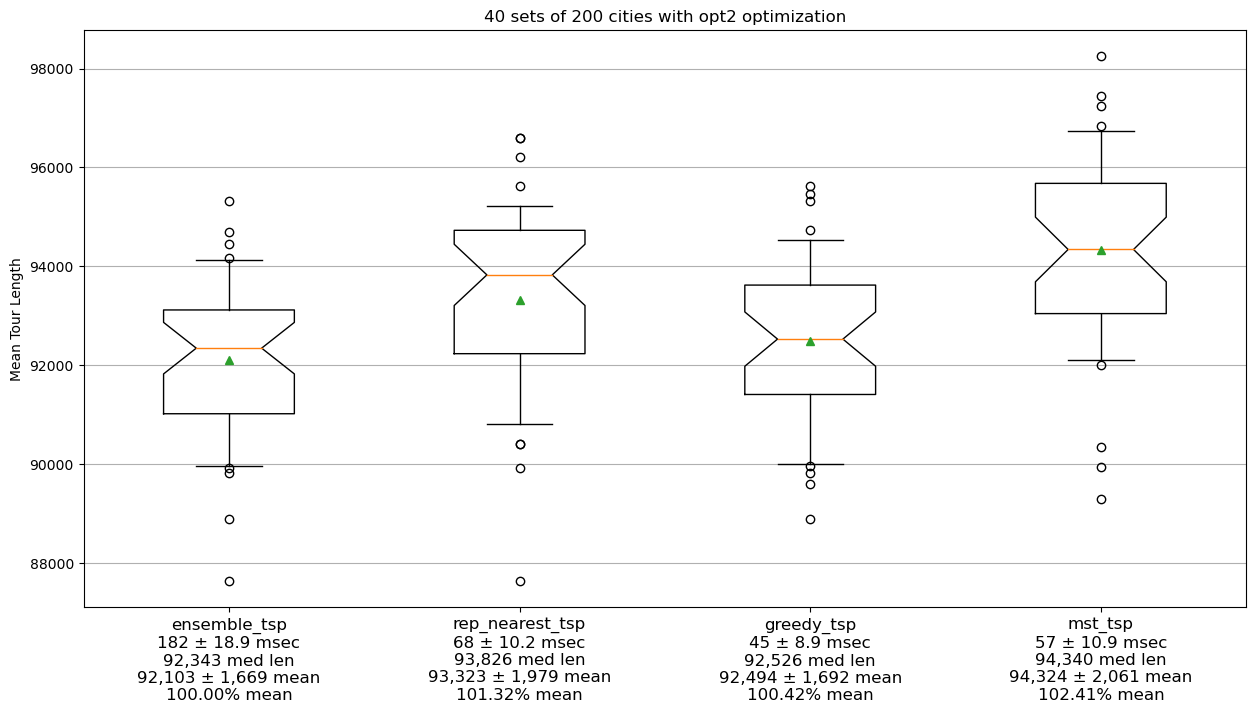 40 sets of 200 cities with opt2 optimization
Mean Tour Length
98000
96000
94000
92000
90000
88000
ensemble_tsp
182 ± 18.9 msec
92,343 med len
92,103 ± 1,669 mean
100.00% mean
rep_nearest_tsp
68 ± 10.2 msec
93,826 med len
93,323 ± 1,979 mean
101.32% mean
greedy_tsp
45 ± 8.9 msec
92,526 med len
92,494 ± 1,692 mean
100.42% mean
mst_tsp
57 ± 10.9 msec
94,340 med len
94,324 ± 2,061 mean
102.41% mean